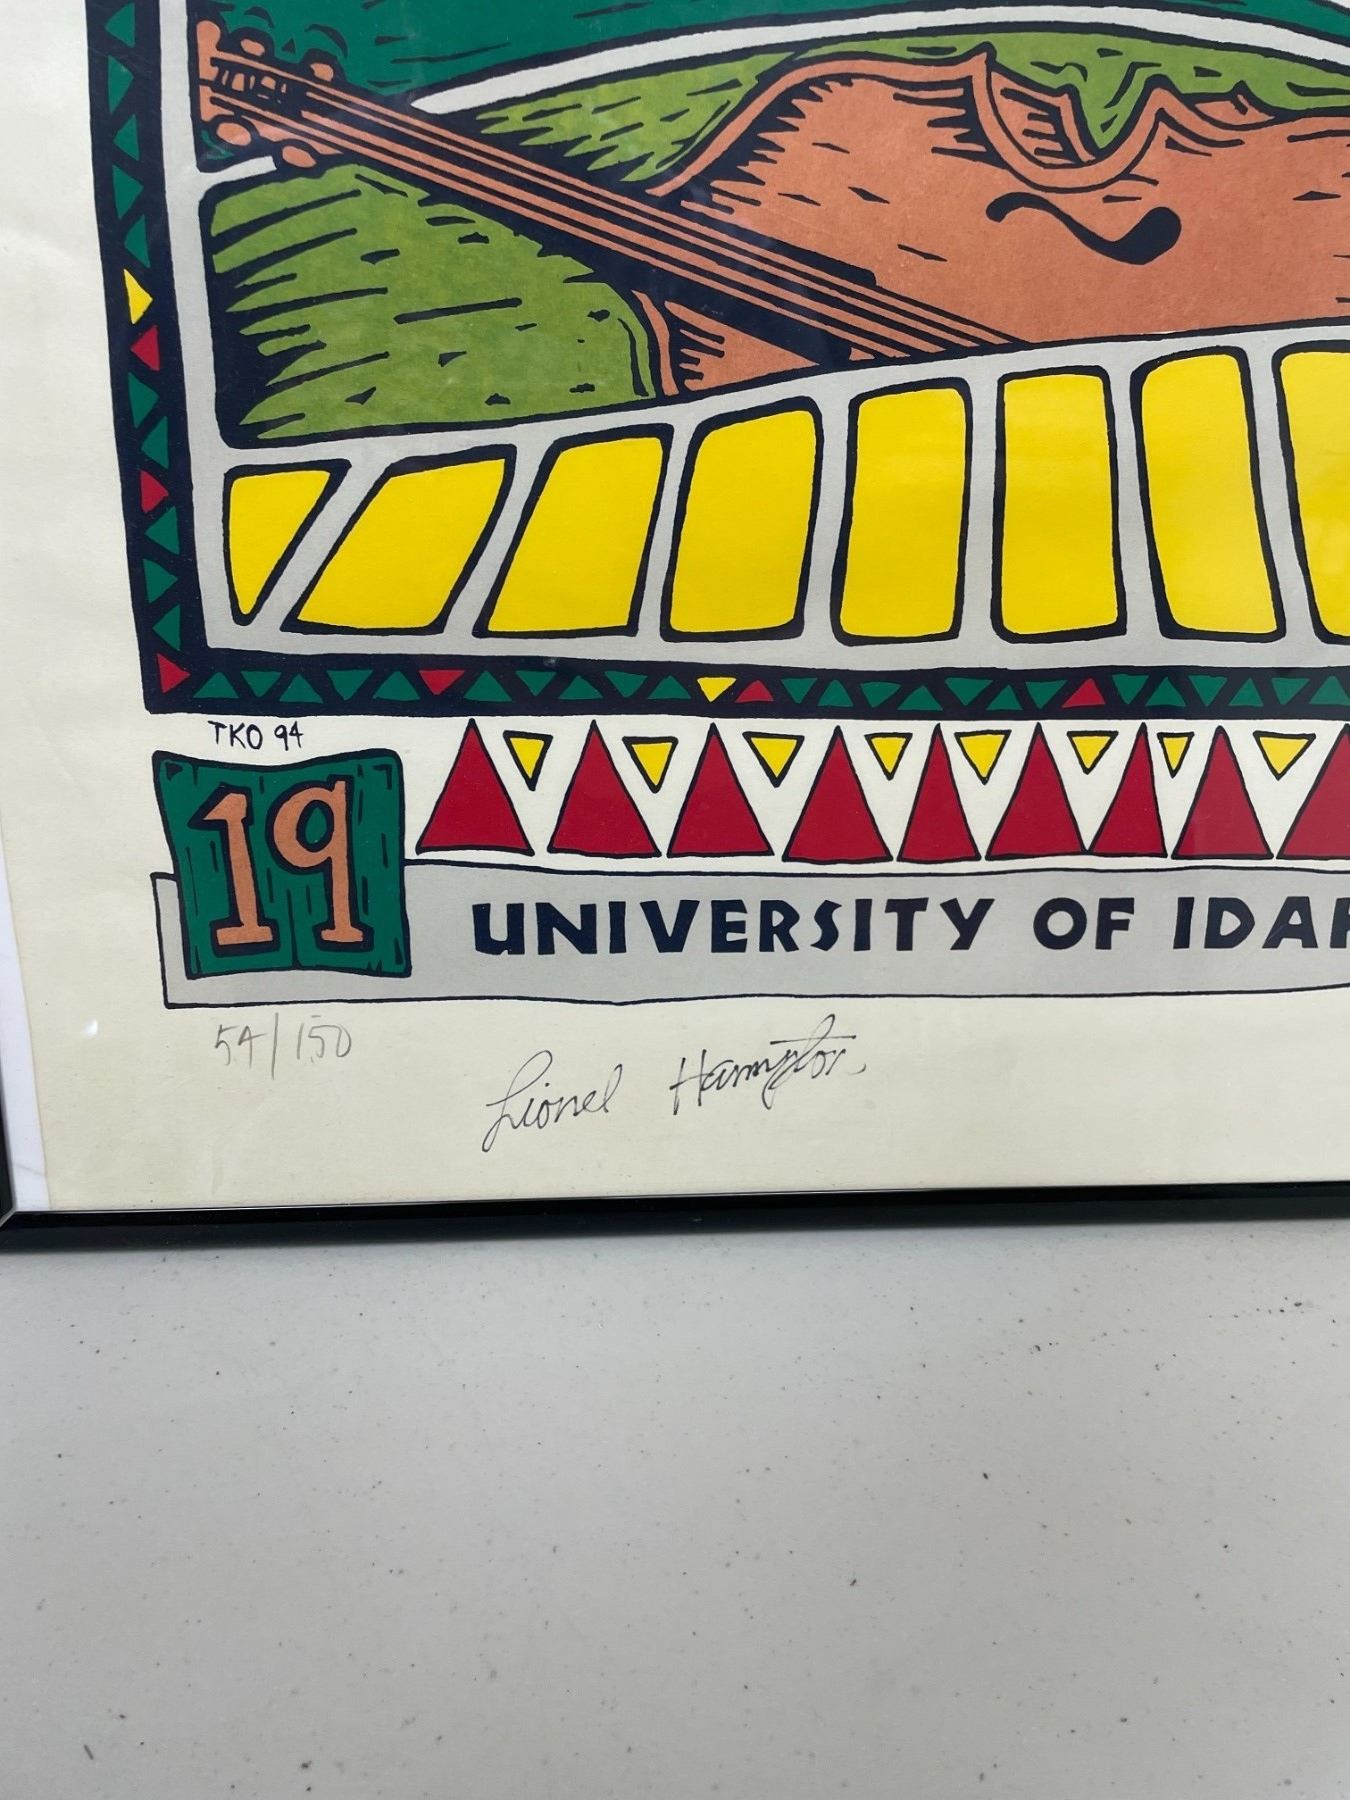 TKO 94
19
UNIVERSITY OF IDAH
54/150
Lionel Hampton